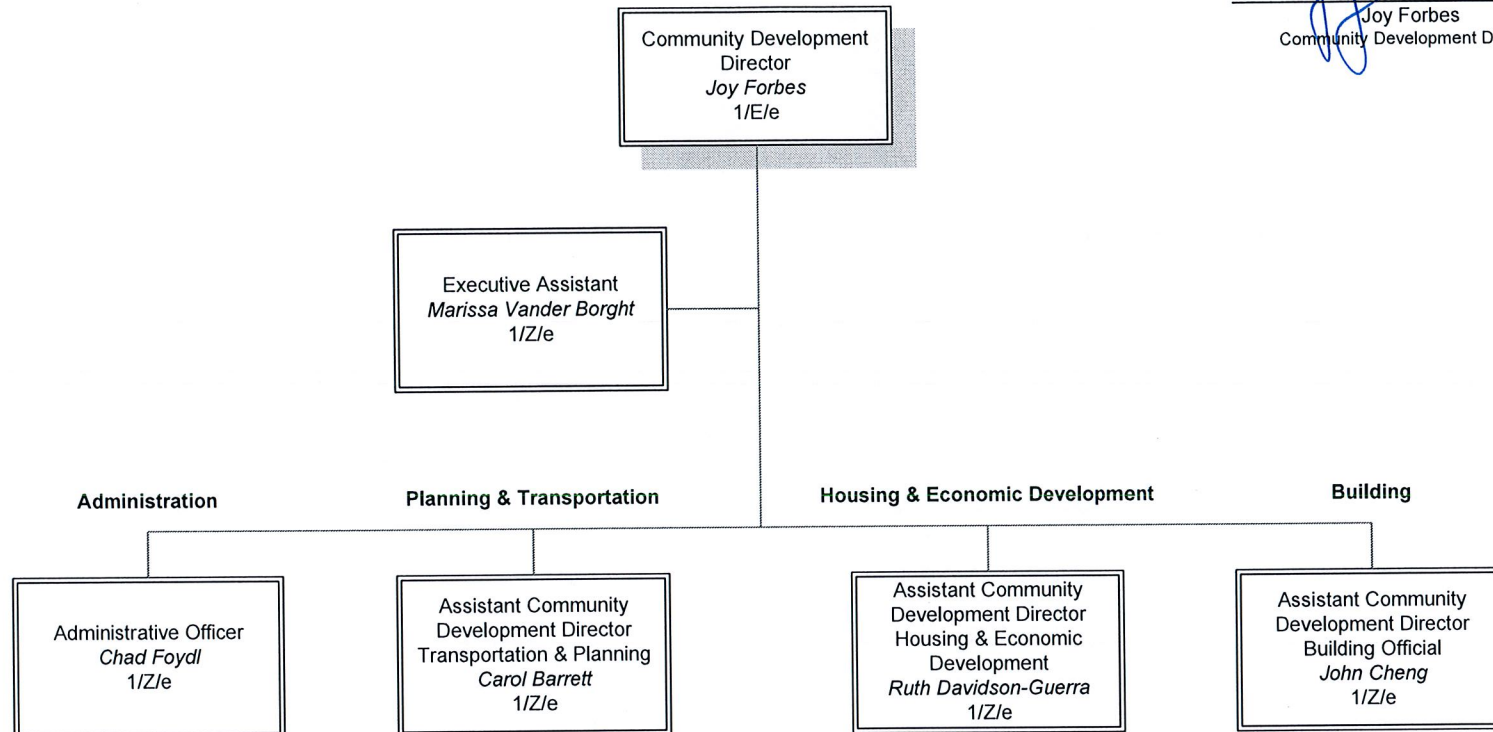 Joy Forbes
Community Development D
Community Development
Director
Joy Forbes
1/E/e
Executive Assistant
Marissa Vander Borght
1/Z/e
Administration
Planning & Transportation
Housing & Economic Development
Building
Administrative Officer
Chad Foydl
1/Z/e
Assistant Community
Development Director
Transportation & Planning
Carol Barrett
1/Z/e
Assistant Community
Development Director
Housing & Economic
Development
Ruth Davidson-Guerra
1/Z/e
Assistant Community
Development Director
Building Official
John Cheng
1/Z/e